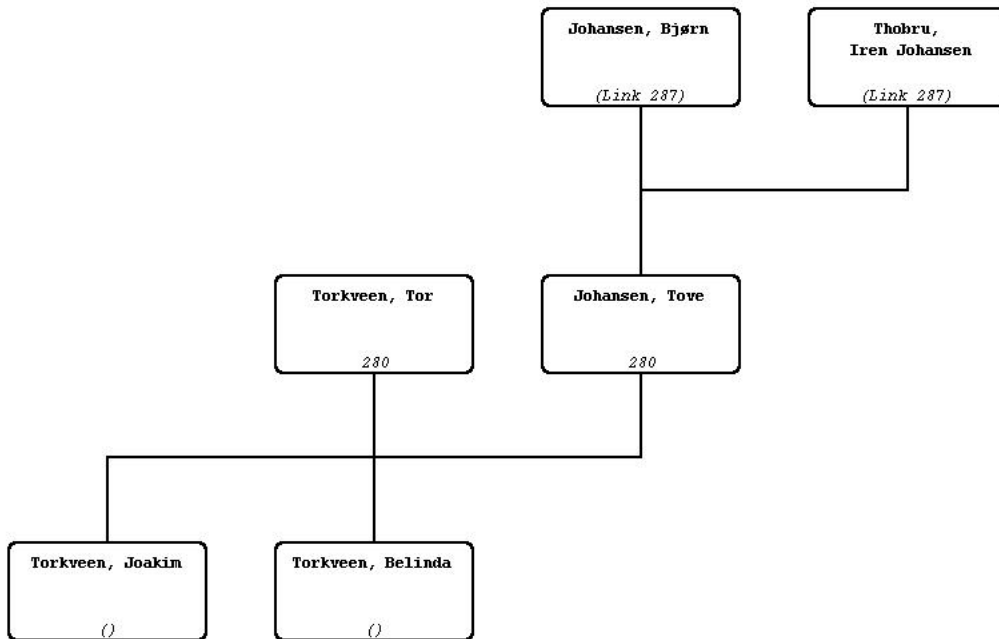 Johansen, Bjørn
(Link 287)
Thobru,
Iren Johansen
(Link 287)
Torkveen, Tor
280
Johansen, Tove
280
Torkveen, Joakim
()
Torkveen, Belinda
()